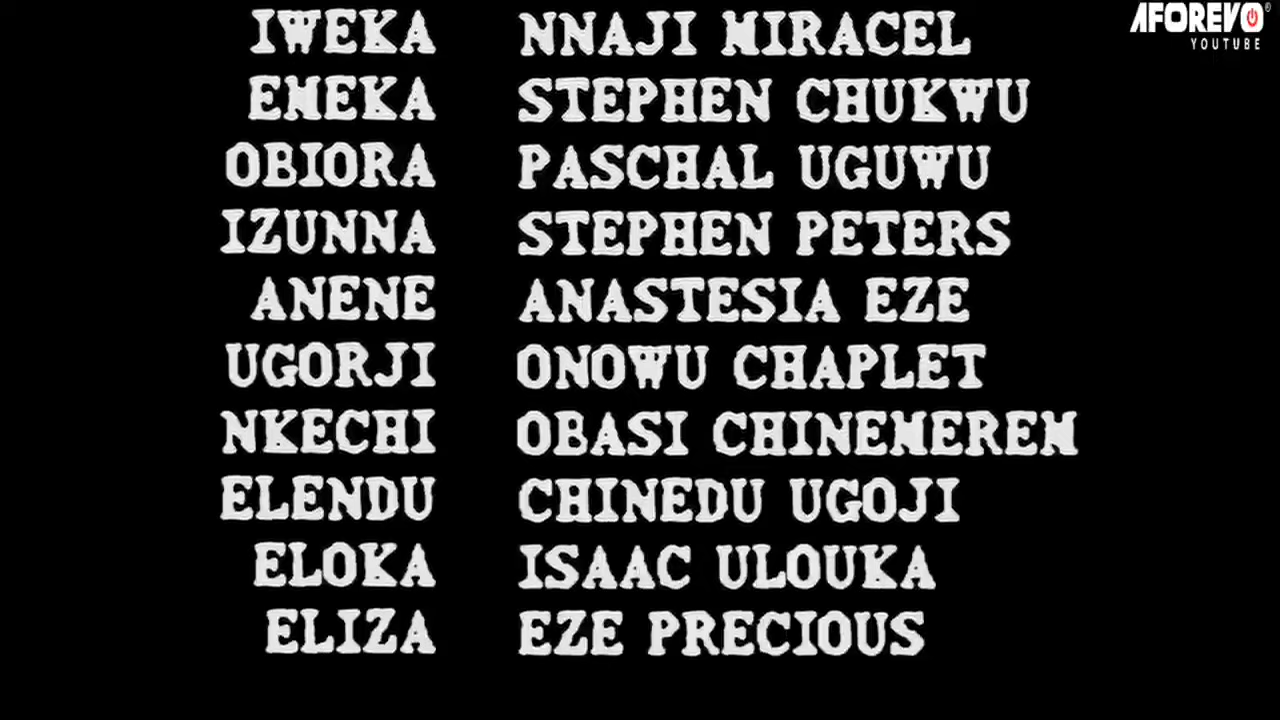 AFOREVO®
YOUTUBE
IWEKA NNAJI MIRACEL
EMEKA STEPHEN CHUKWU
OBIORA PASCHAL UGUWU
IZUNNA STEPHEN PETERS
ANENE ANASTESIA EZE
UGORJI ONOWU CHAPLET
NKECHI OBASI CHINEMEREM
ELENDU CHINEDU UGOJI
ELOKA ISAAC ULOUKA
ELIZA EZE PRECIOUS